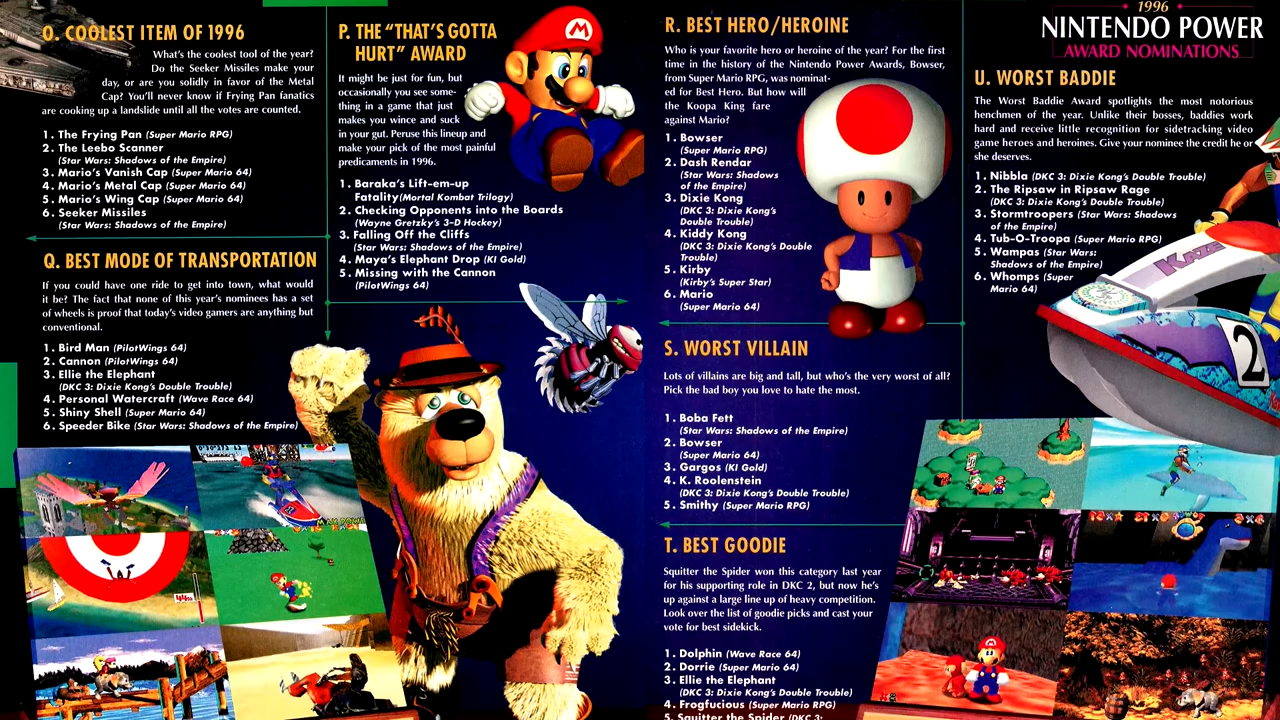 O. COOLEST ITEM OF 1996
What's the coolest tool of the year?
Do the Seeker Missiles make your
day, or are you solidly in favor of the Metal
Cap? You'll never know if Frying Pan fanatics
are cooking up a landslide until all the votes are counted.
1. The Frying Pan (Super Mario RPG)
2. The Leebo Scanner
(Star Wars: Shadows of the Empire)
3. Mario's Vanish Cap (Super Mario 64)
4. Mario's Metal Cap (Super Mario 64)
5. Mario's Wing Cap (Super Mario 64)
6. Seeker Missiles
(Star Wars: Shadows of the Empire)
Q. BEST MODE OF TRANSPORTATION
If you could have one ride to get into town, what would
it be? The fact that none of this year's nominees has a set
of wheels is proof that today's video gamers are anything but
conventional.
1. Bird Man (PilotWings 64)
2. Cannon (PilotWings 64)
3. Ellie the Elephant
(DKC 3: Dixie Kong's Double Trouble)
4. Personal Watercraft (Wave Race 64)
5. Shiny Shell (Super Mario 64)
6. Speeder Bike (Star Wars: Shadows of the Empire)
P. THE "THAT'S GOTTA
HURT" AWARD
It might be just for fun, but
occasionally you see some-
thing in a game that just
makes you wince and suck
in your gut. Peruse this lineup and
make your pick of the most painful
predicaments in 1996.
1. Baraka's Lift-em-up
Fatality (Mortal Kombat Trilogy)
2. Checking Opponents into the Boards
(Wayne Gretzky's 3-D Hockey)
3. Falling Off the Cliffs
(Star Wars: Shadows of the Empire)
4. Maya's Elephant Drop (KI Gold)
5. Missing with the Cannon
(PilotWings 64)
M
R. BEST HERO/HEROINE
Who is your favorite hero or heroine of the year? For the first
time in the history of the Nintendo Power Awards, Bowser,
from Super Mario RPG, was nominat-
ed for Best Hero. But how will
the Koopa King fare
against Mario?
1. Bowser
(Super Mario RPG)
2. Dash Rendar
(Star Wars: Shadows
of the Empire)
3. Dixie Kong
(DKC 3: Dixie Kong's
Double Trouble)
4. Kiddy Kong
(DKC 3: Dixie Kong's Double
Trouble)
5. Kirby
(Kirby's Super Star)
6. Mario
(Super Mario 64)
S. WORST VILLAIN
Lots of villains are big and tall, but who's the very worst of all?
Pick the bad boy you love to hate the most.
1. Boba Fett
(Star Wars: Shadows of the Empire)
2. Bowser
(Super Mario 64)
3. Gargos (KI Gold)
4. K. Roolenstein
(DKC 3: Dixie Kong's Double Trouble)
5. Smithy (Super Mario RPG)
T. BEST GOODIE
Squitter the Spider won this category last year
for his supporting role in DKC 2, but now he's
up against a large line up of heavy competition.
Look over the list of goodie picks and cast your
vote for best sidekick.
1. Dolphin (Wave Race 64)
2. Dorrie (Super Mario 64)
3. Ellie the Elephant
(DKC 3: Dixie Kong's Double Trouble)
4. Frogfucious (Super Mario RPG)
5. Squitter the Spider (DKC 3:
1996
NINTENDO POWER
AWARD NOMINATIONS
U. WORST BADDIE
The Worst Baddie Award spotlights the most notorious
henchmen of the year. Unlike their bosses, baddies work
hard and receive little recognition for sidetracking video
game heroes and heroines. Give your nominee the credit he or
she deserves.
1. Nibbla (DKC 3: Dixie Kong's Double Trouble)
2. The Ripsaw in Ripsaw Rage
(DKC 3: Dixie Kong's Double Trouble)
3. Stormtroopers (Star Wars: Shadows
of the Empire)
4. Tub-O-Troopa (Super Mario RPG)
5. Wampas (Star Wars:
Shadows of the Empire)
6. Whomps (Super
Mario 64)
KAZE
2
MAX POWER